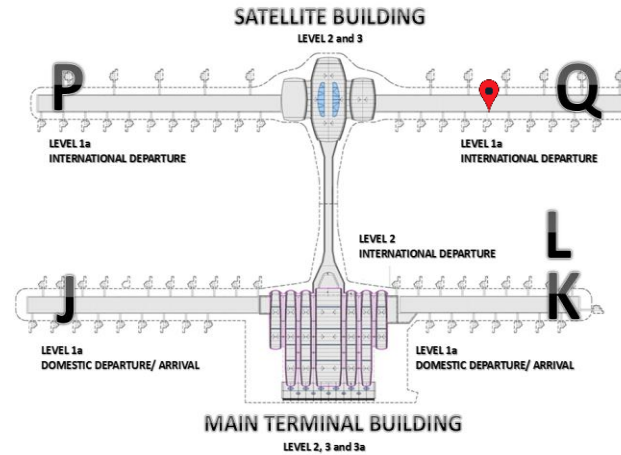 SATELLITE BUILDING
LEVEL 2 and 3
P
Q
LEVEL 1a
INTERNATIONAL DEPARTURE
LEVEL 1a
INTERNATIONAL DEPARTURE
LEVEL 2
INTERNATIONAL DEPARTURE
L
J
K
LEVEL 1a
DOMESTIC DEPARTURE/ ARRIVAL
LEVEL 1a
DOMESTIC DEPARTURE/ ARRIVAL
MAIN TERMINAL BUILDING
LEVEL 2, 3 and 3a